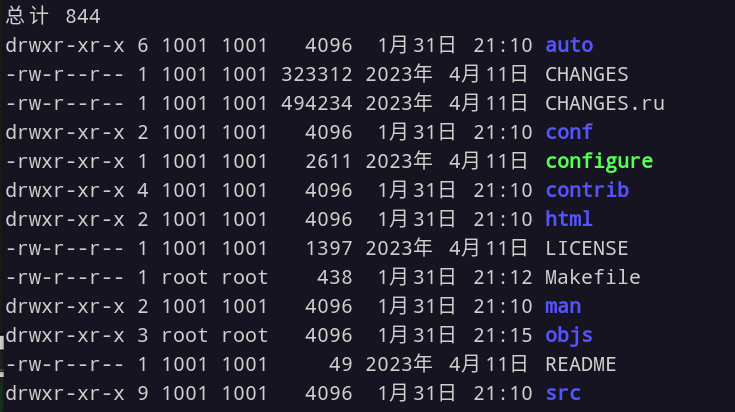 总计 844
drwxr-xr-x 6 1001 1001   4096  1月 31日 21:10 auto
-rw-r--r-- 1 1001 1001 323312 2023年  4月11日 CHANGES
-rw-r--r-- 1 1001 1001 494234 2023年  4月11日 CHANGES.ru
drwxr-xr-x 2 1001 1001   4096  1月 31日 21:10 conf
-rwxr-xr-x 1 1001 1001   2611 2023年  4月11日 configure
drwxr-xr-x 4 1001 1001   4096  1月 31日 21:10 contrib
drwxr-xr-x 2 1001 1001   4096  1月 31日 21:10 html
-rw-r--r-- 1 1001 1001   1397 2023年  4月11日 LICENSE
-rw-r--r-- 1 root root    438  1月 31日 21:12 Makefile
drwxr-xr-x 2 1001 1001   4096  1月 31日 21:10 man
drwxr-xr-x 3 root root   4096  1月 31日 21:15 objs
-rw-r--r-- 1 1001 1001     49 2023年  4月11日 README
drwxr-xr-x 9 1001 1001   4096  1月 31日 21:10 src